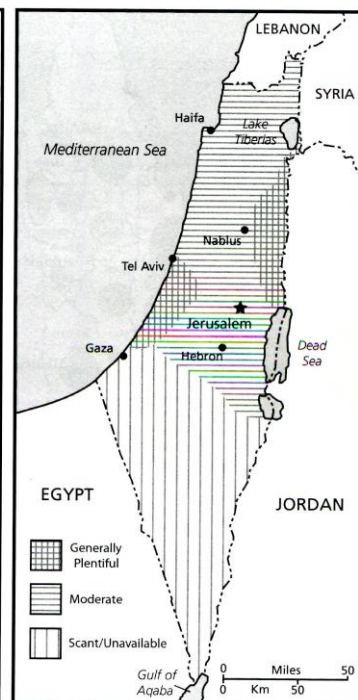 LEBANON
SYRIA
Haifa
Lake
Tiberias
Mediterranean Sea
Nablus
Tel Aviv
Jerusalem
Gaza
Hebron
Dead
Sea
EGYPT
JORDAN
Generally
Plentiful
Moderate
Scant/Unavailable
Gulf of
Aqaba
0 Miles 50
0 Km 50